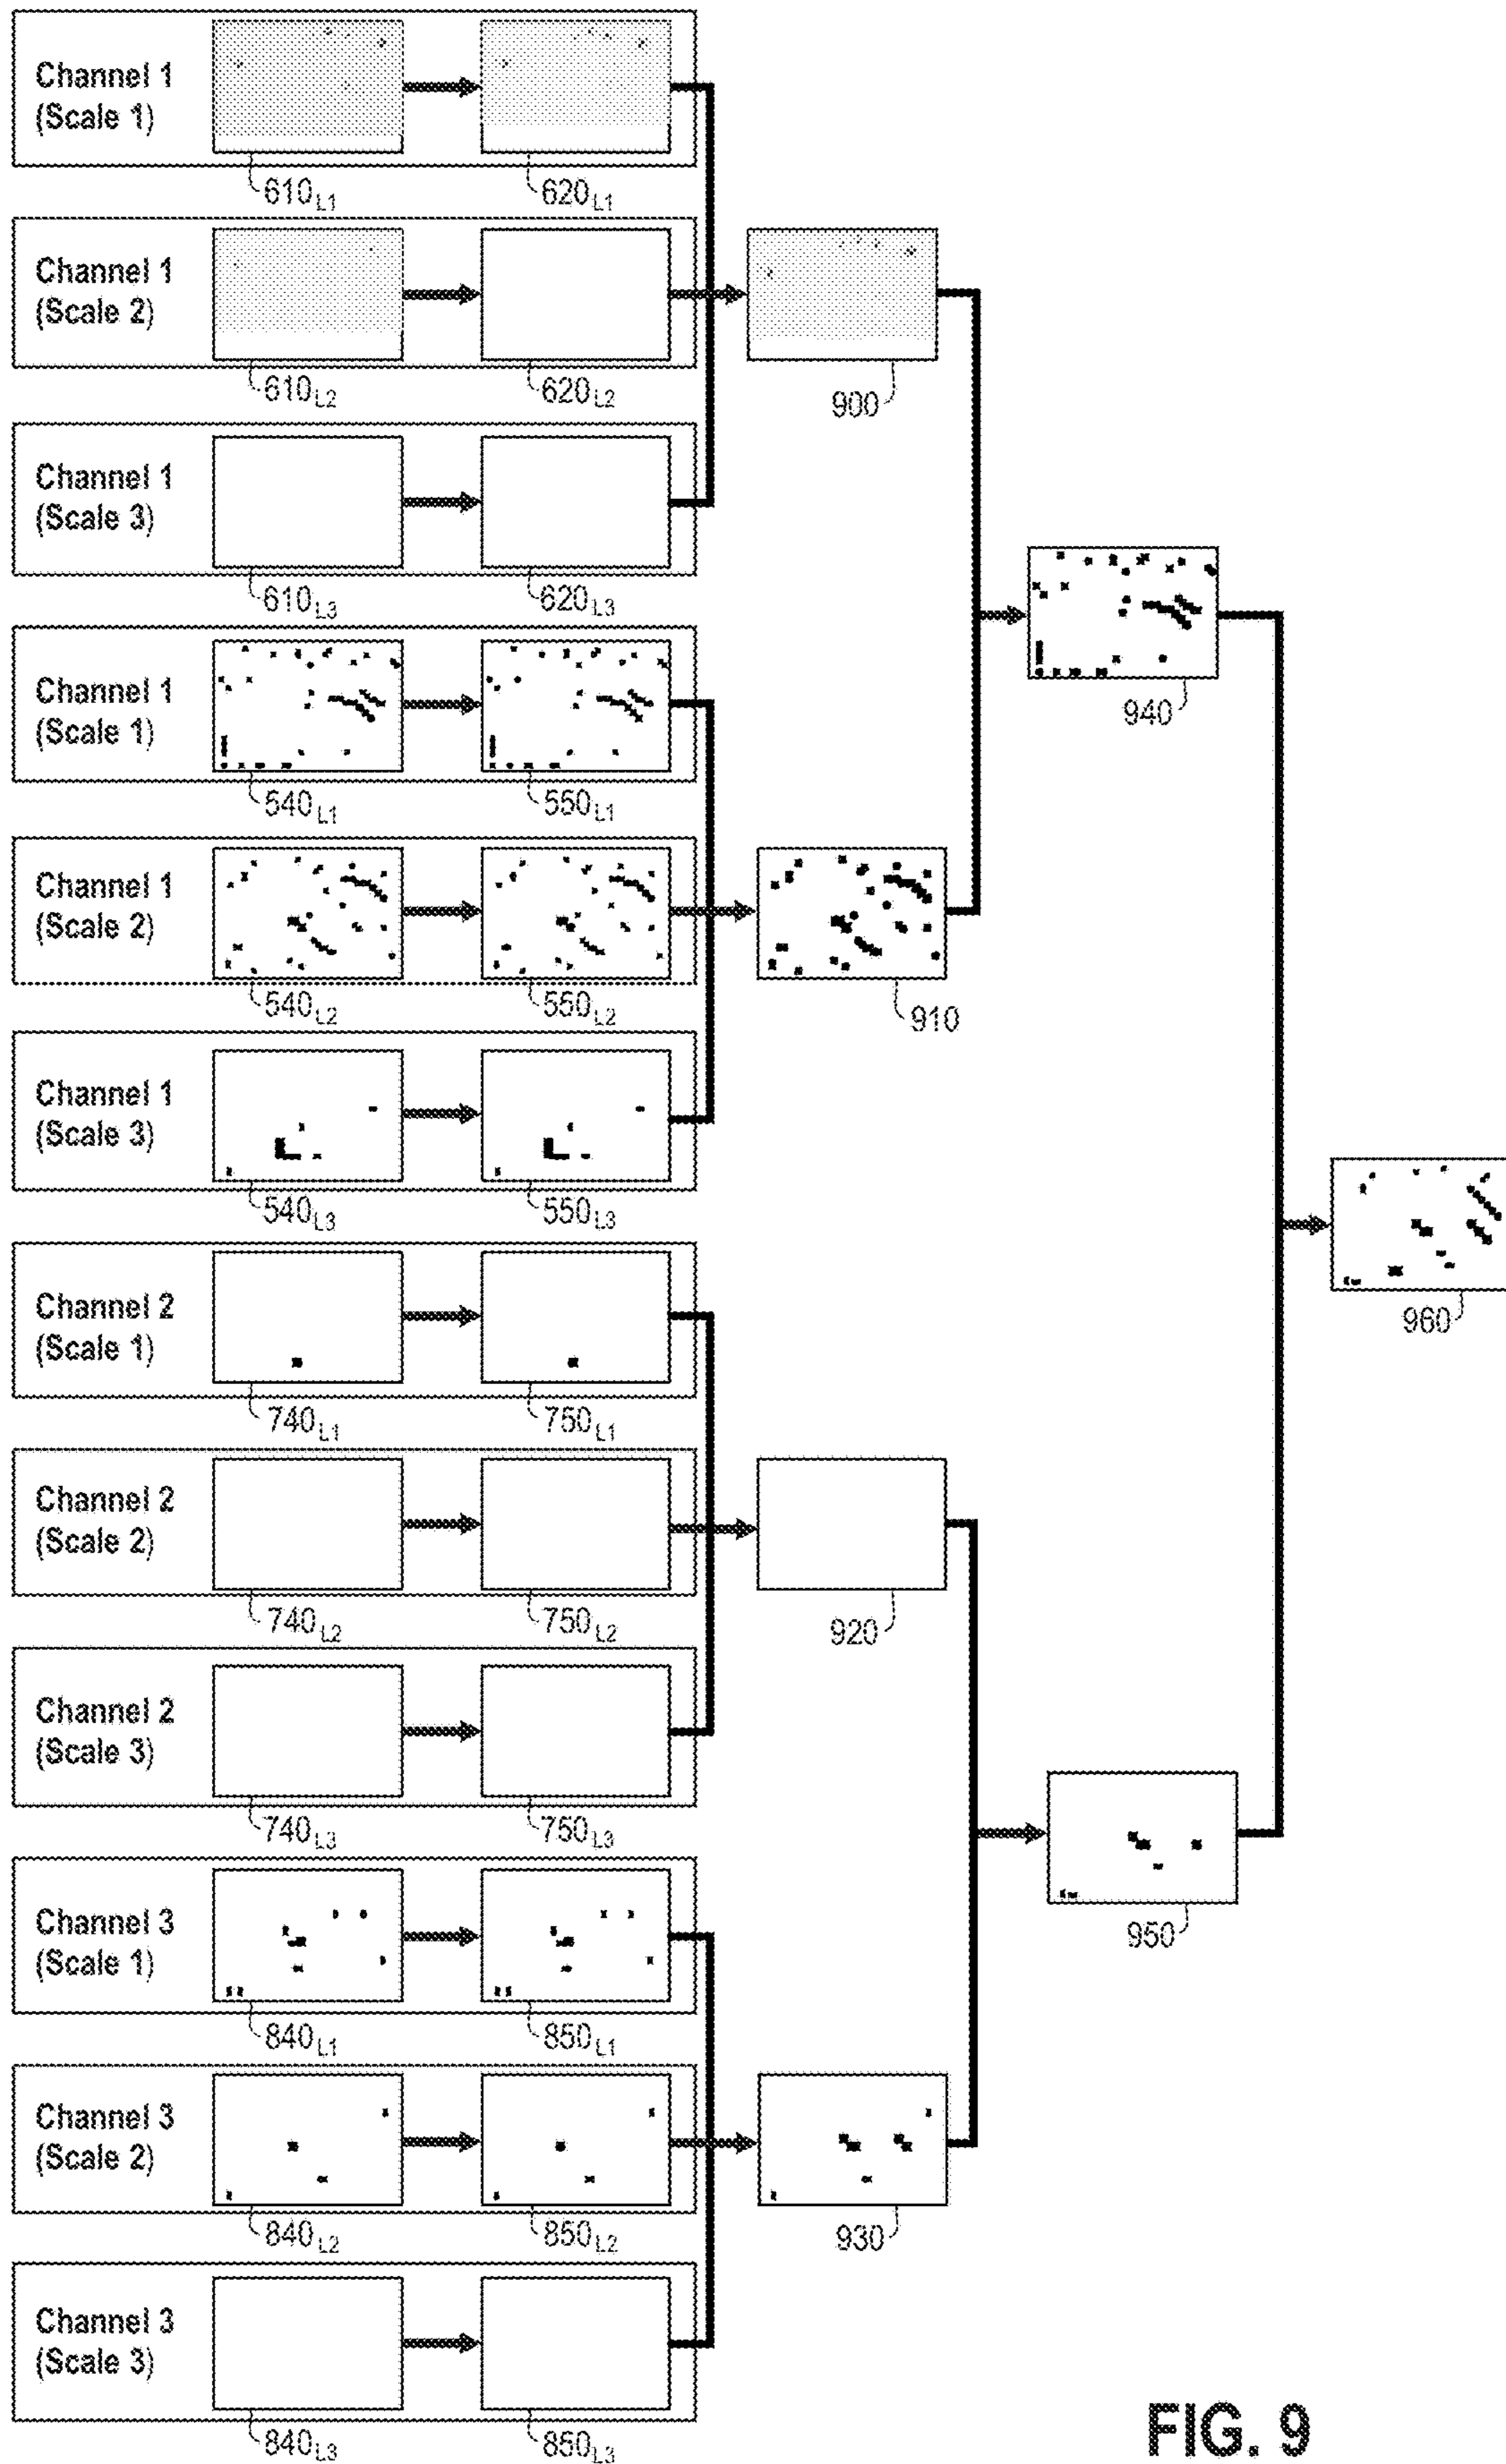 Channel 1
(Scale 1)
610L1
620L1
Channel 1
(Scale 2)
610L2
620L2
900
Channel 1
(Scale 3)
610L3
620L3
Channel 1
(Scale 1)
540L1
550L1
940
Channel 1
(Scale 2)
540L2
550L2
910
Channel 1
(Scale 3)
540L3
550L3
Channel 2
(Scale 1)
740L1
750L1
960
Channel 2
(Scale 2)
740L2
750L2
920
Channel 2
(Scale 3)
740L3
750L3
Channel 3
(Scale 1)
840L1
850L1
950
Channel 3
(Scale 2)
840L2
850L2
930
Channel 3
(Scale 3)
840L3
850L3
FIG. 9